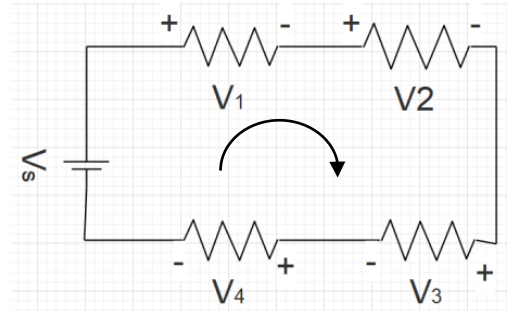 + - + -
V1 V2
Vs
- + - +
V4 V3